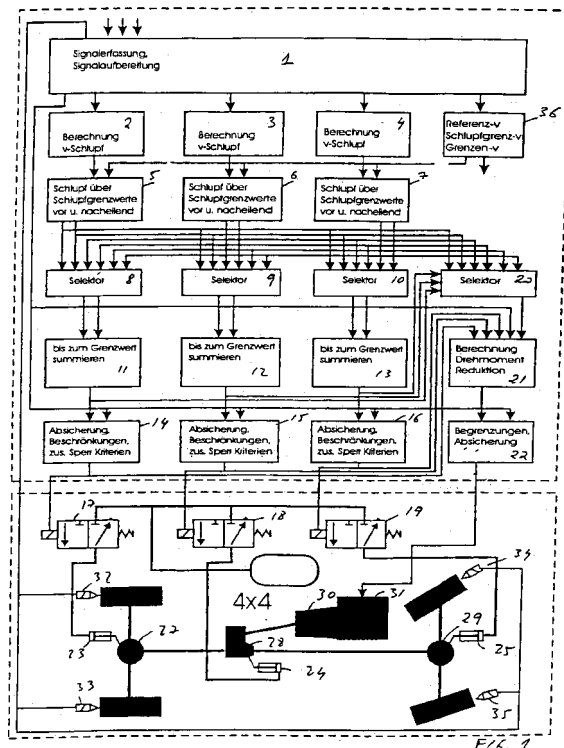 Signalerfassung,
Signalaufbereitung
1
2
3
4
36
Berechnung
v-Schlupf
Berechnung
v-Schlupf
Berechnung
v-Schlupf
Referenz-v
Schlupfgrenz-v
Grenzen-v
5
6
7
Schlupf über
Schlupfgrenzwerte
vor u. nacheilend
Schlupf über
Schlupfgrenzwerte
vor u. nacheilend
Schlupf über
Schlupfgrenzwerte
vor u. nacheilend
Selektor 8
Selektor 9
Selektor 10
Selektor 20
bis zum Grenzwert
summieren
11
bis zum Grenzwert
summieren
12
bis zum Grenzwert
summieren
13
Berechnung
Drehmoment
Reduktion
21
14
15
16
Absicherung,
Beschränkungen,
zus. Sperr Kriterien
Absicherung,
Beschränkungen,
zus. Sperr Kriterien
Absicherung,
Beschränkungen,
zus. Sperr Kriterien
Begrenzungen,
Absicherung
22
17
18
19
32
4x4
30
31
34
23
22
28
24
29
25
33
35
FIG. 1